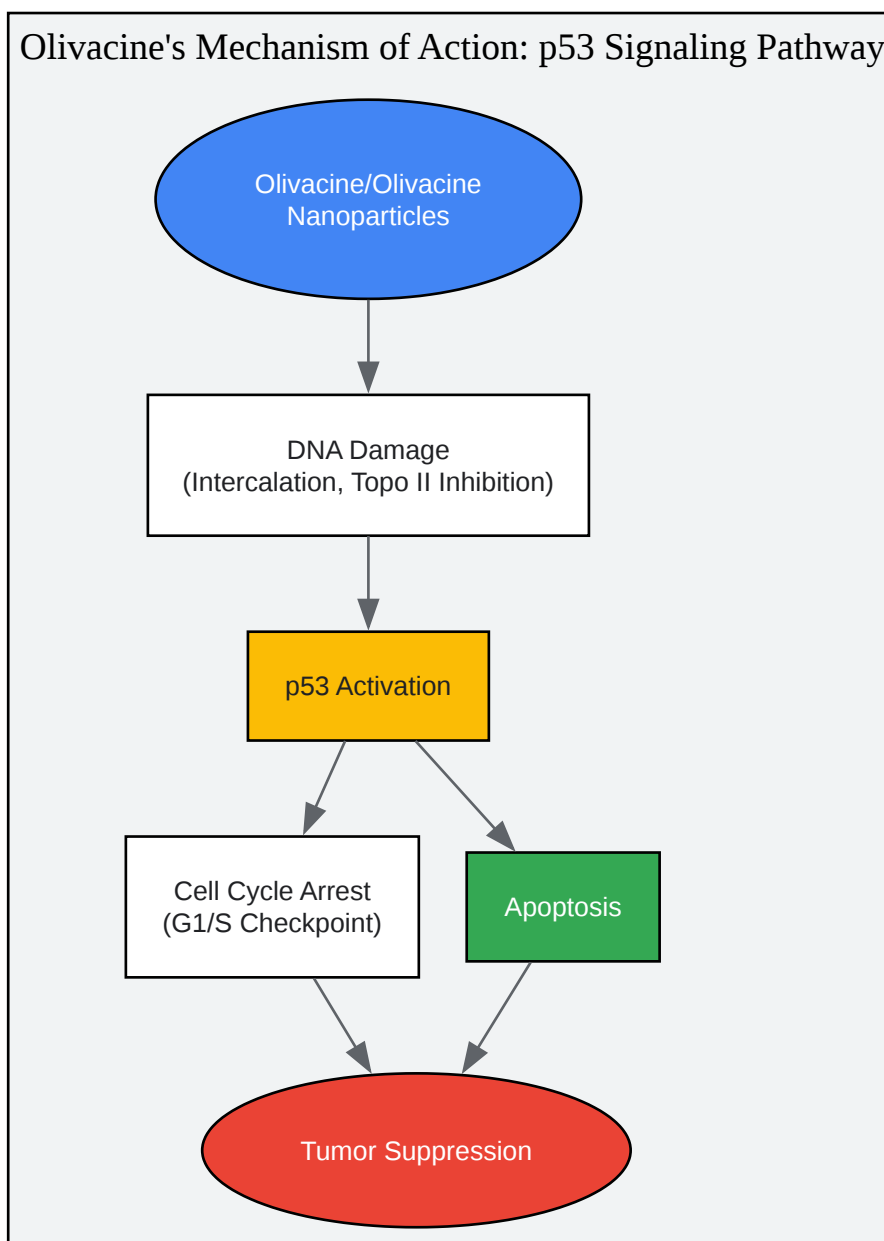 Olivacine's Mechanism of Action: p53 Signaling Pathway
Olivacine/Olivacine
Nanoparticles
DNA Damage
(Intercalation, Topo II Inhibition)
p53 Activation
Cell Cycle Arrest
(G1/S Checkpoint)
Apoptosis
Tumor Suppression